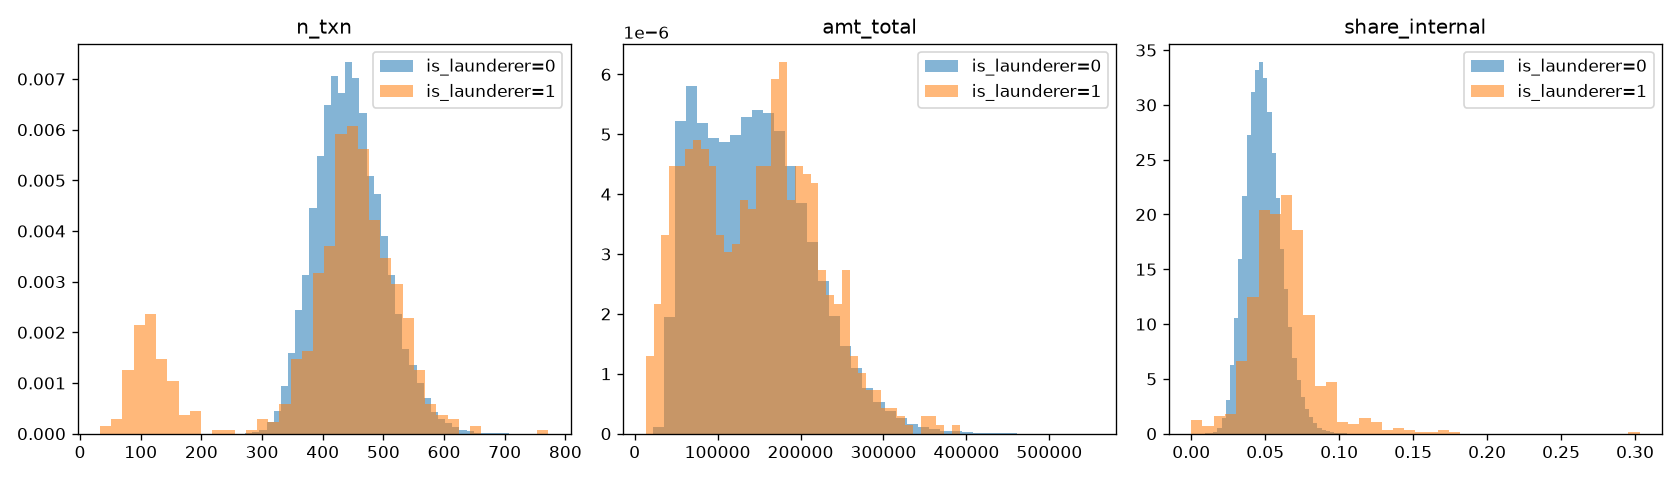 n_txn
is_launderer=0
is_launderer=1
0.007
0.006
0.005
0.004
0.003
0.002
0.001
0.000
0 100 200 300 400 500 600 700 800
amt_total
1e−6
is_launderer=0
is_launderer=1
6
5
4
3
2
1
0
0 100000 200000 300000 400000 500000
share_internal
is_launderer=0
is_launderer=1
35
30
25
20
15
10
5
0
0.00 0.05 0.10 0.15 0.20 0.25 0.30